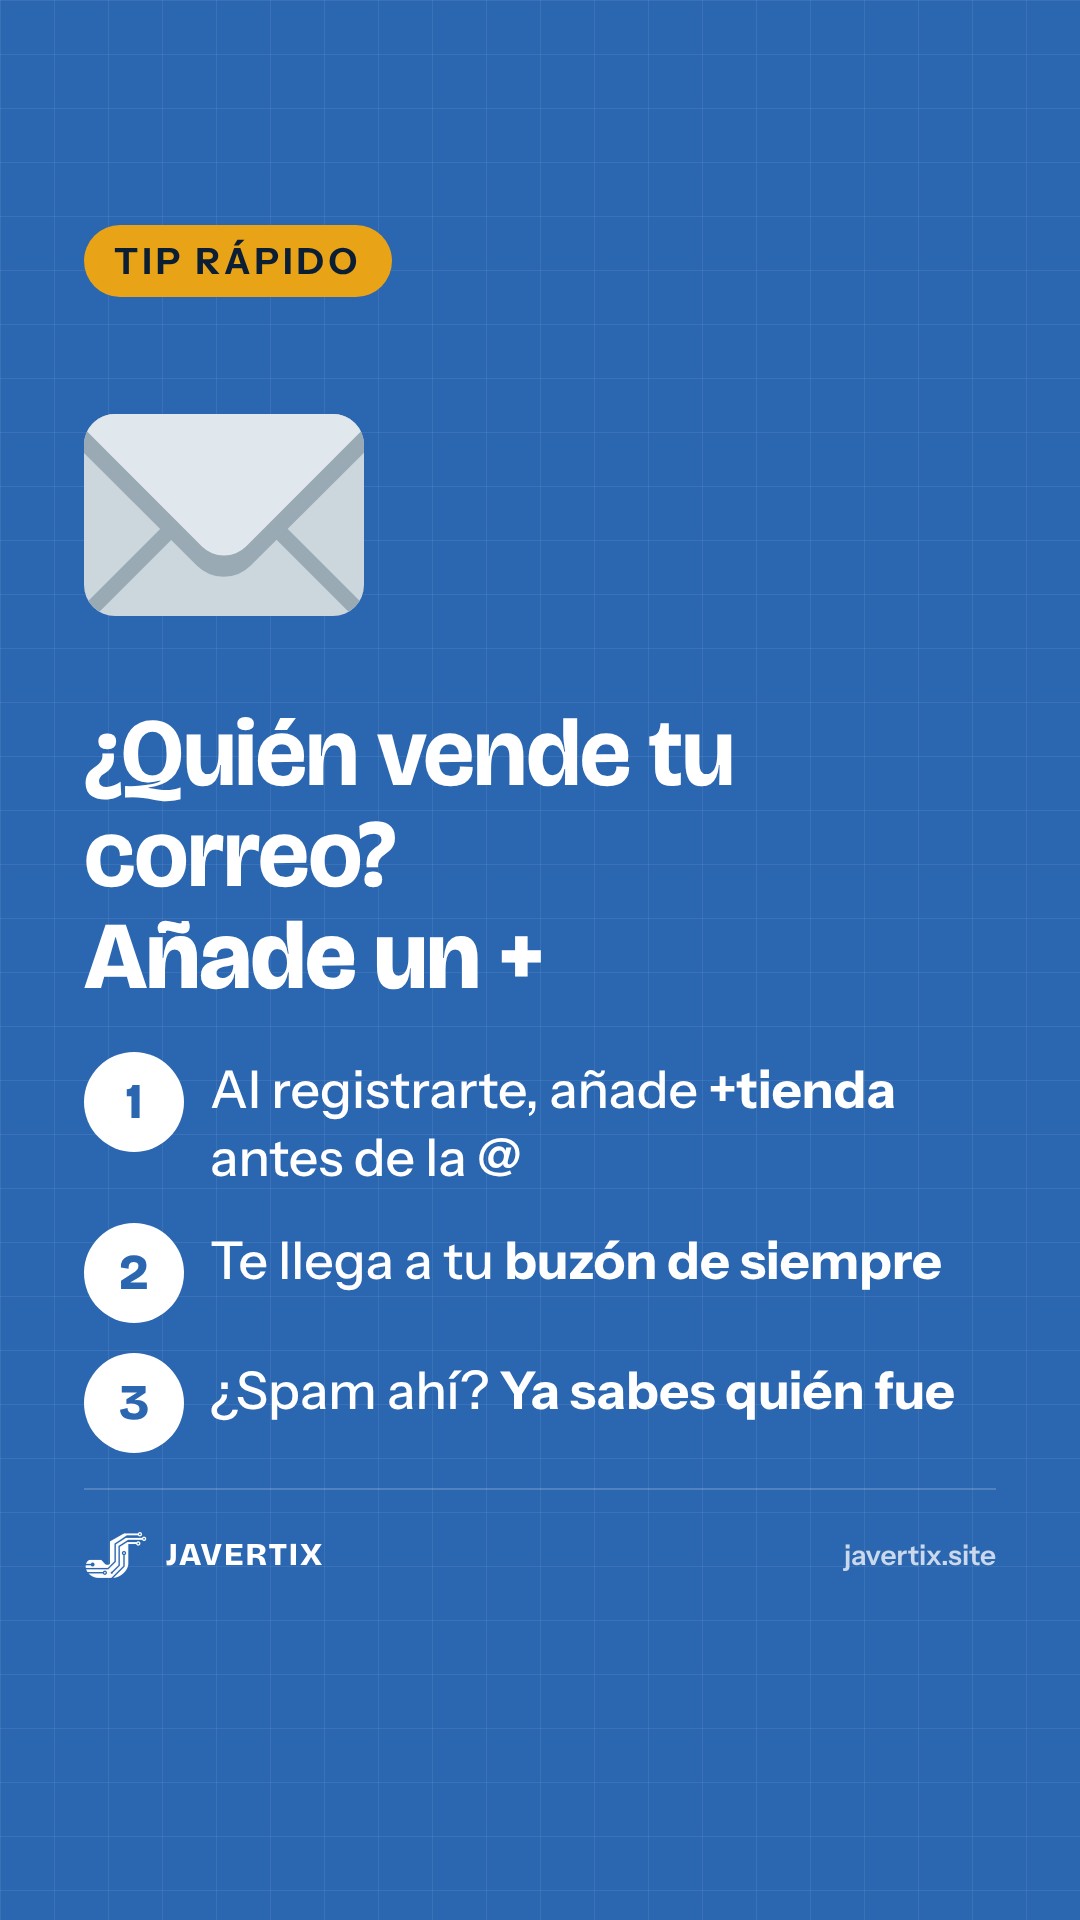 TIP RÁPIDO
¿Quién vende tu
correo?
Añade un +
1 Al registrarte, añade +tienda
antes de la @
2 Te llega a tu buzón de siempre
3 ¿Spam ahí? Ya sabes quién fue
JAVERTIX
javertix.site